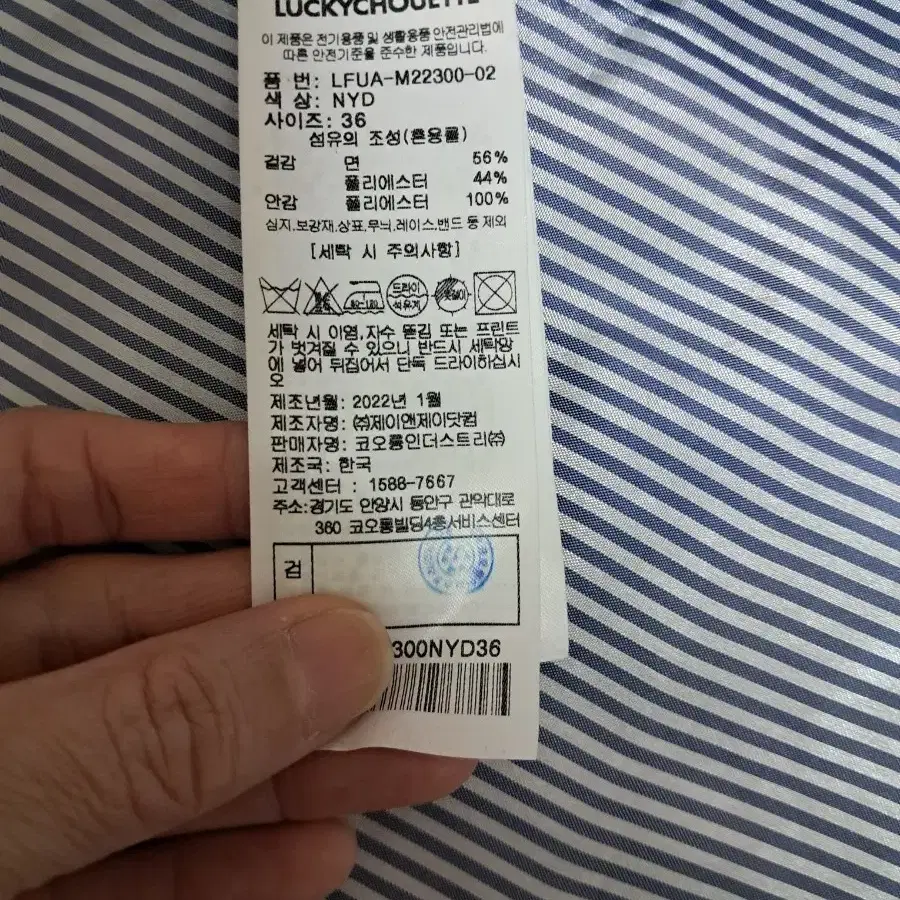 LUCKYCHOUETTE
이 제품은 전기용품 및 생활용품 안전관리법에
따른 안전기준을 준수한 제품입니다.
품 번: LFUA-M22300-02
색 상: NYD
사이즈: 36
섬유의 조성(혼용률)
겉감 면 56%
폴리에스터 44%
안감 폴리에스터 100%
심지.보강재.상표.무늬.레이스.밴드 등 제외
[세탁 시 주의사항]
드라이
석유계
세탁 시 이염,자수 뜯김 또는 프린트
가 벗겨질 수 있으니 반드시 세탁망
에 넣어 뒤집어서 단독 드라이하십시
오
제조년월: 2022년 1월
제조자명: ㈜제이앤제이닷컴
판매자명: 코오롱인더스트리㈜
제조국: 한국
고객센터 : 1588-7667
주소:경기도 안양시 동안구 관악대로
360 코오롱빌딩4층서비스센터
검
300NYD36